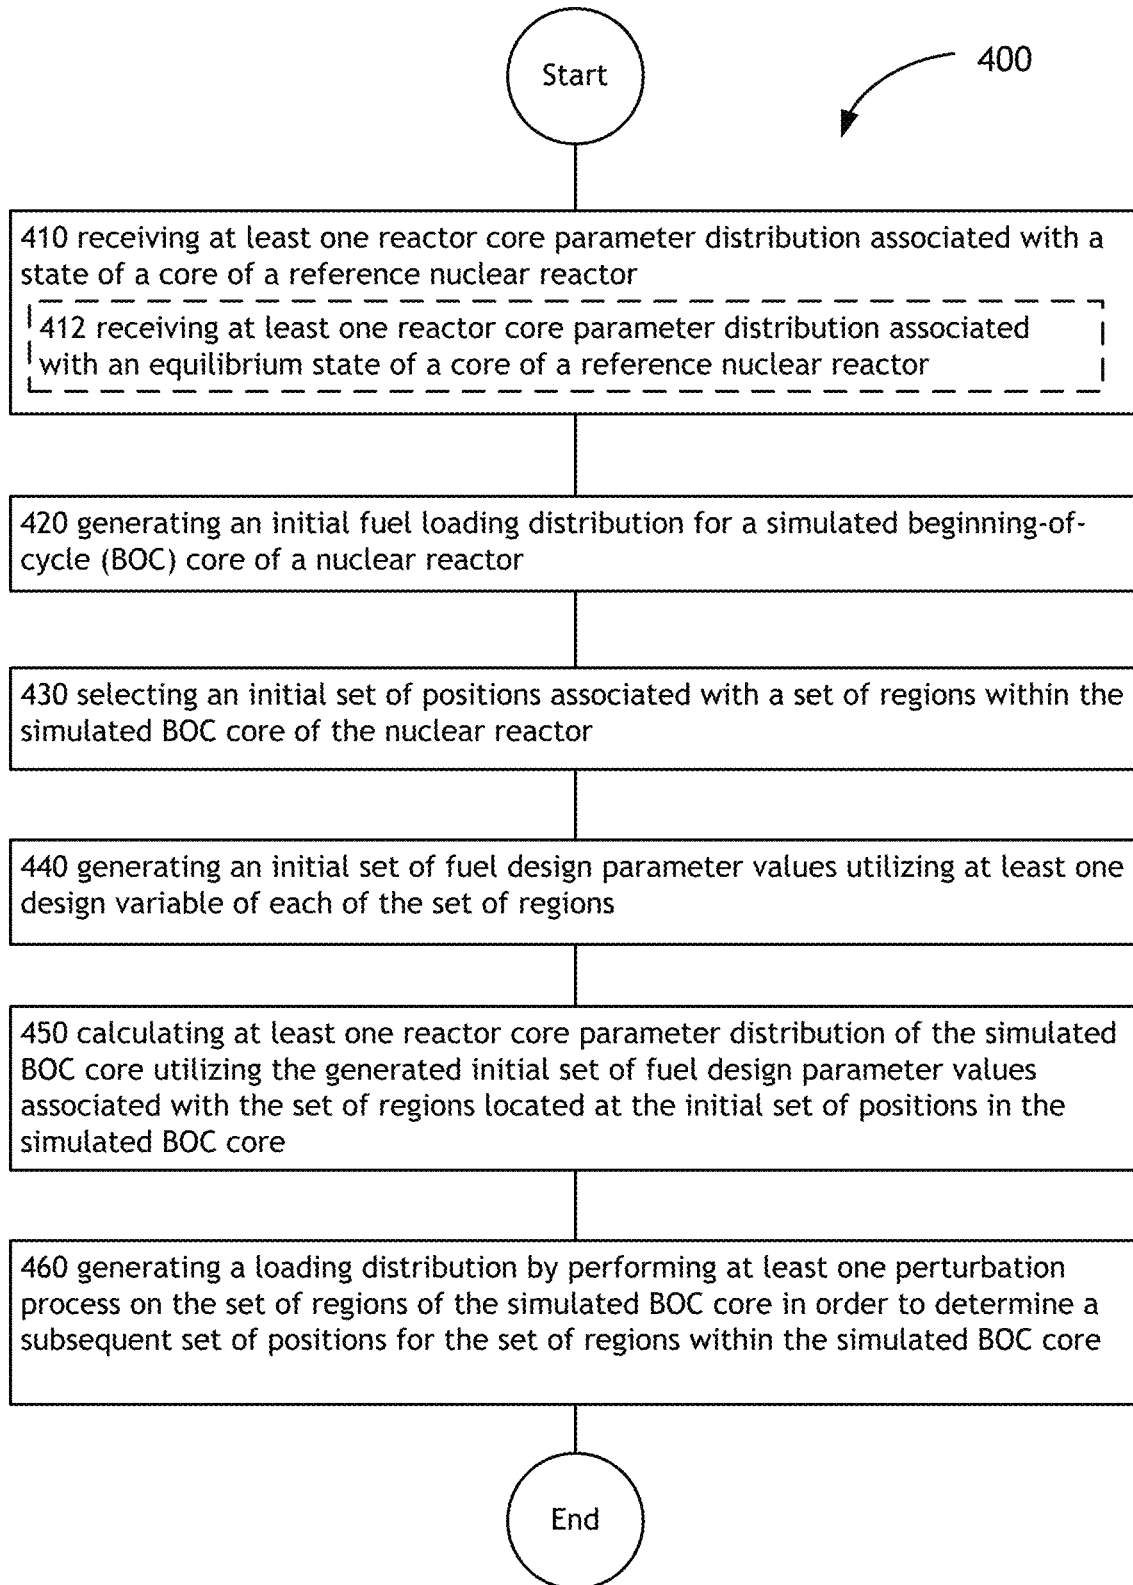 Start
400
410 receiving at least one reactor core parameter distribution associated with a
state of a core of a reference nuclear reactor
412 receiving at least one reactor core parameter distribution associated
with an equilibrium state of a core of a reference nuclear reactor
420 generating an initial fuel loading distribution for a simulated beginning-of-
cycle (BOC) core of a nuclear reactor
430 selecting an initial set of positions associated with a set of regions within the
simulated BOC core of the nuclear reactor
440 generating an initial set of fuel design parameter values utilizing at least one
design variable of each of the set of regions
450 calculating at least one reactor core parameter distribution of the simulated
BOC core utilizing the generated initial set of fuel design parameter values
associated with the set of regions located at the initial set of positions in the
simulated BOC core
460 generating a loading distribution by performing at least one perturbation
process on the set of regions of the simulated BOC core in order to determine a
subsequent set of positions for the set of regions within the simulated BOC core
End